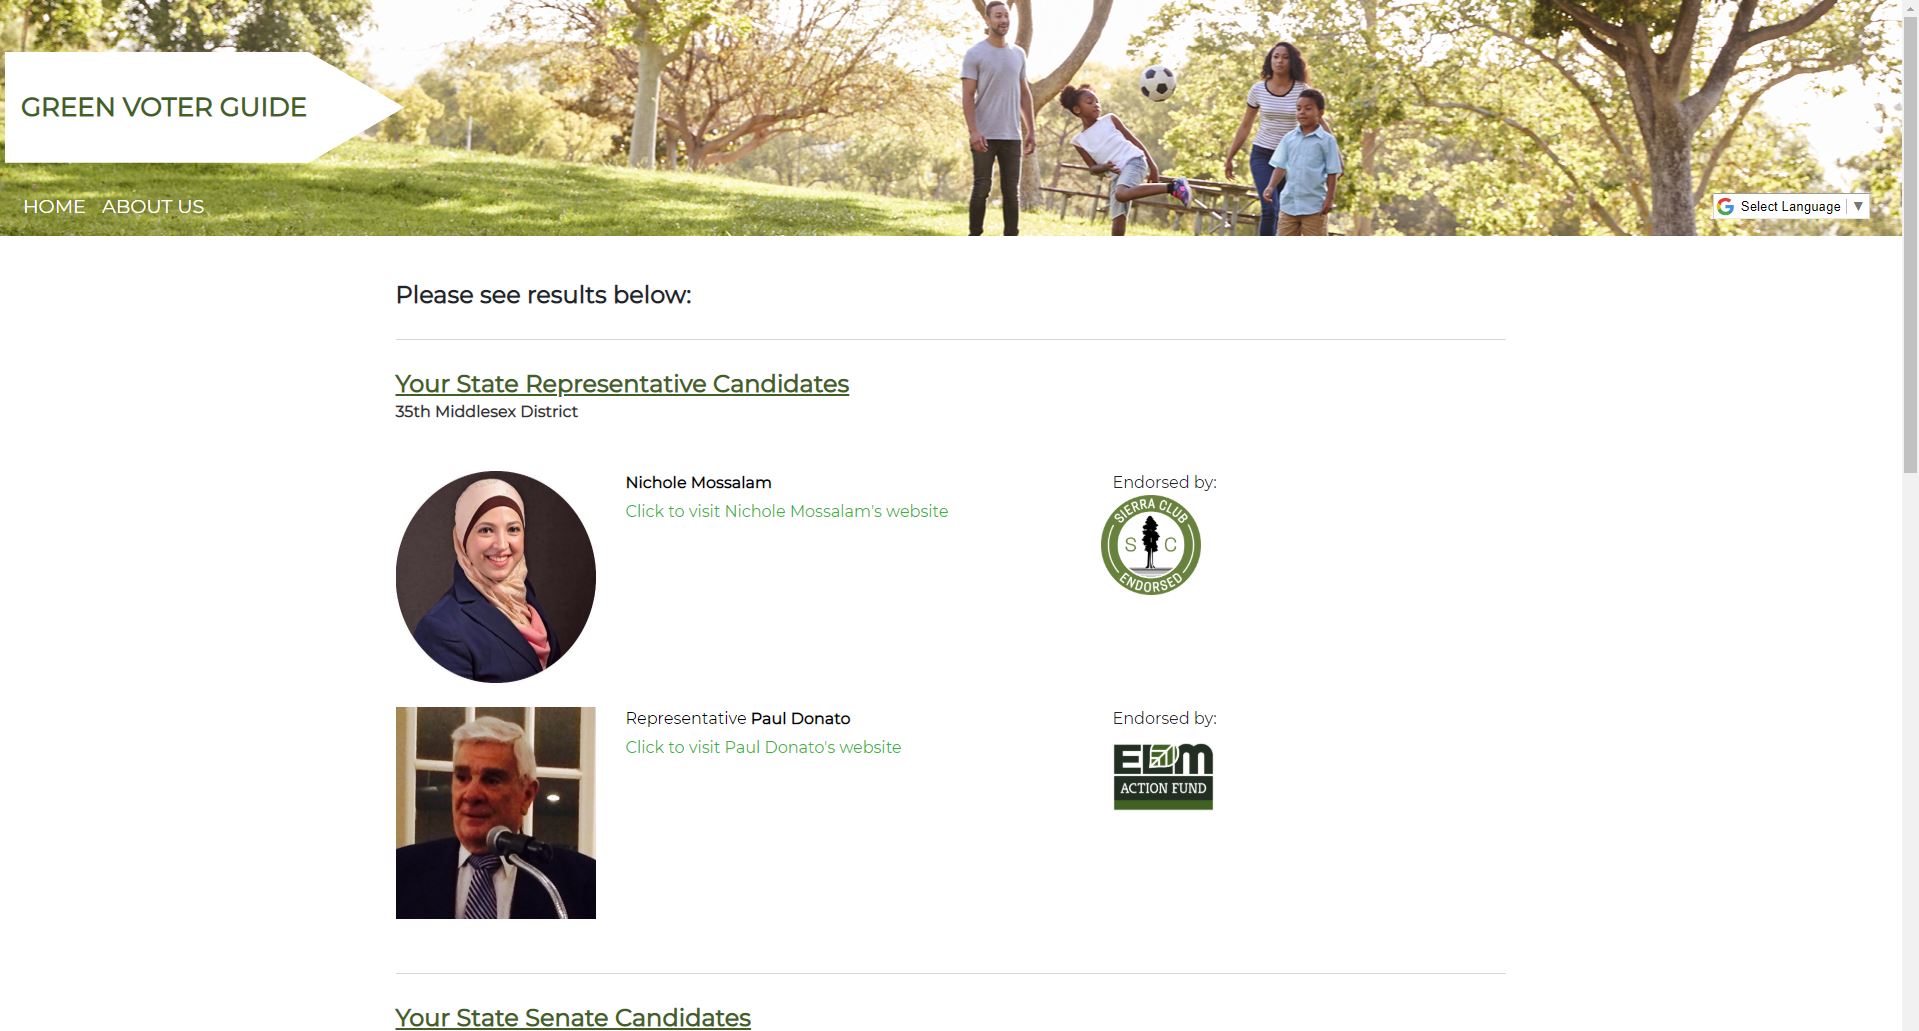 GREEN VOTER GUIDE
HOME ABOUT US
Select Language ▼
Please see results below:
Your State Representative Candidates
35th Middlesex District
Nichole Mossalam
Click to visit Nichole Mossalam's website
Endorsed by:
SIERRA CLUB
S C
ENDORSED
Representative Paul Donato
Click to visit Paul Donato's website
Endorsed by:
ELM
ACTION FUND
Your State Senate Candidates